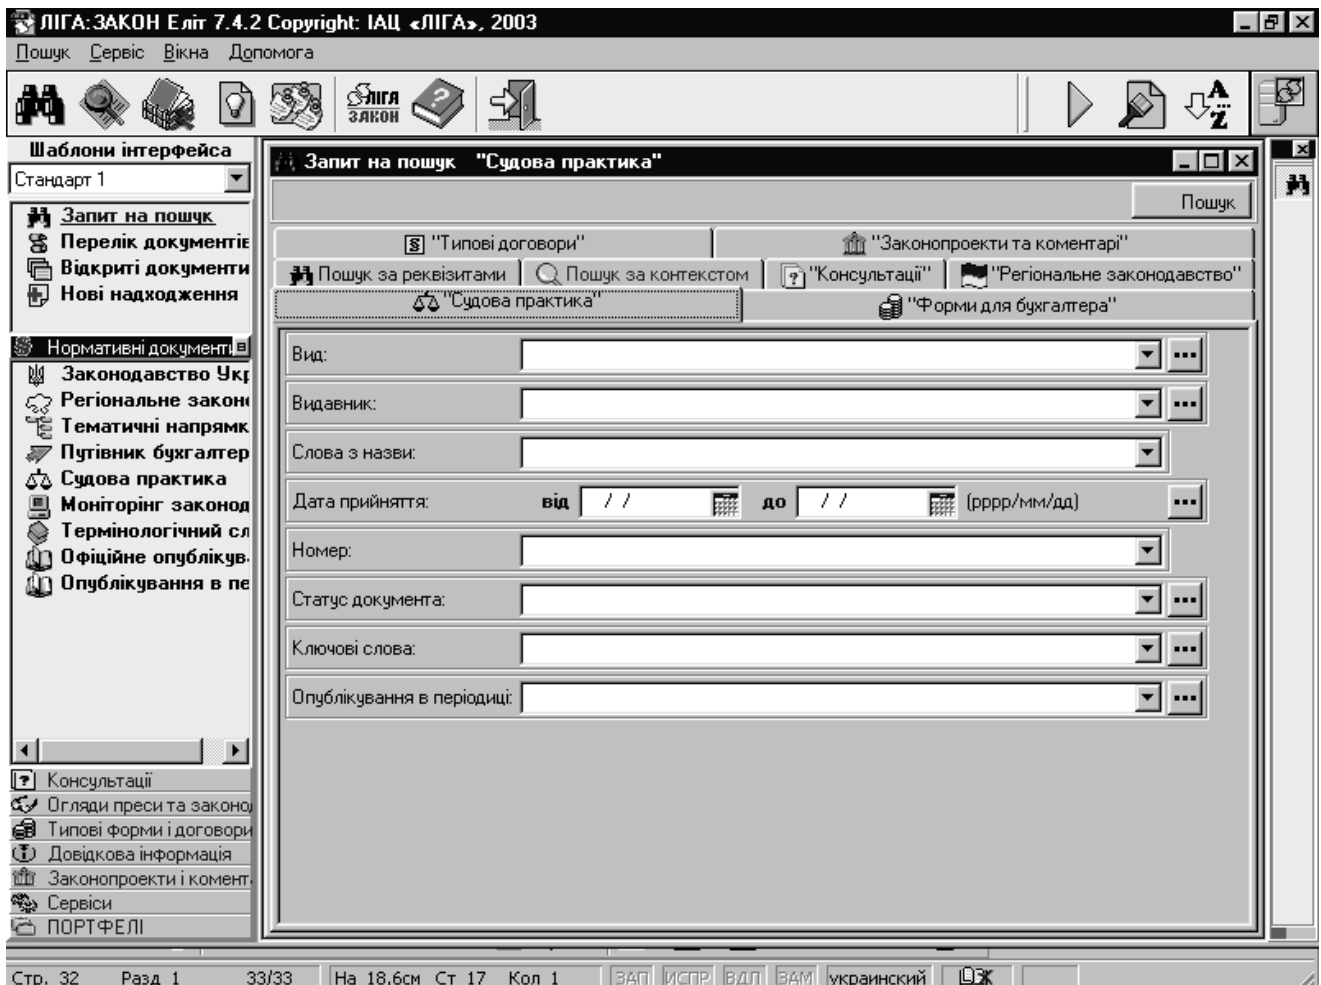 ЛІГА:ЗАКОН Еліт 7.4.2 Copyright: ІАЦ «ЛІГА», 2003
Пошук Сервіс Вікна Допомога
ЛІГА
ЗАКОН
A
Z
Шаблони інтерфейса
Стандарт 1
Запит на пошук
Перелік документів
Відкриті документи
Нові надходження
Нормативні документи
Законодавство Укр
Регіональне законо
Тематичні напрямк
Путівник бухгалтер
Судова практика
Моніторінг законод
Термінологічний сл
Офіційне опублікув
Опублікування в пе
Консультації
Огляди преси та законод
Типові форми і договори
Довідкова інформація
Законопроекти і комента
Сервіси
ПОРТФЕЛІ
Запит на пошук "Судова практика"
Пошук
"Типові договори" "Законопроекти та коментарі"
Пошук за реквізитами Пошук за контекстом "Консультації" "Регіональне законодавство"
"Судова практика" "Форми для бухгалтера"
Вид:
Видавник:
Слова з назви:
Дата прийняття: від / / до / / (рррр/мм/дд)
Номер:
Статус документа:
Ключові слова:
Опублікування в періодиці:
Стр. 32 Разд 1 33/33 На 18,6см Ст 17 Кол 1 ЗАП ИСПР ВДЛ ЗАМ украинский